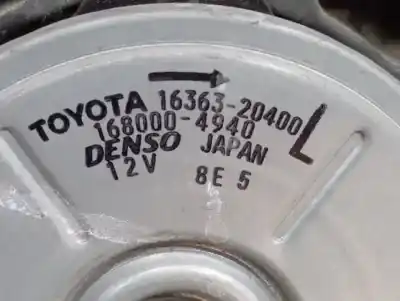 TOYOTA 16363-20400 L
168000-4940
DENSO JAPAN
12V 8E 5